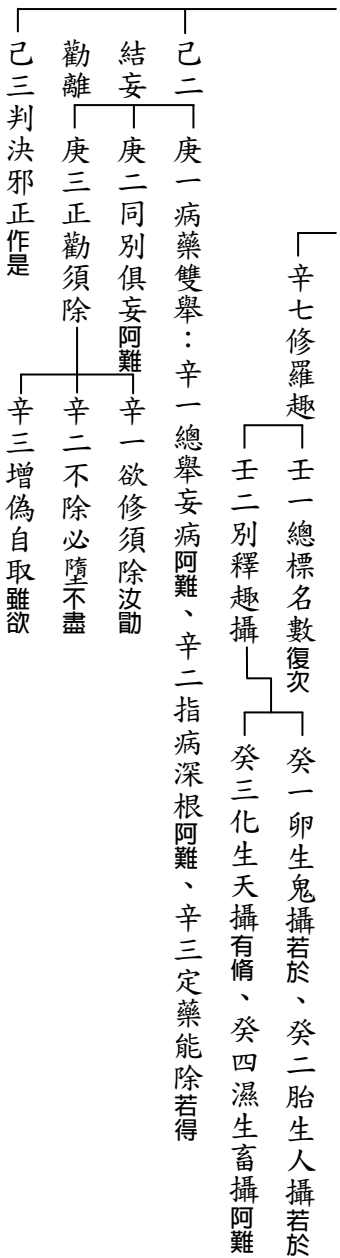 辛七修羅趣
壬一總標名數復次
壬二別釋趣攝
癸一卵生鬼攝若於、癸二胎生人攝若於
癸三化生天攝有脩、癸四濕生畜攝阿難
己二結妄勸離
庚一病藥雙舉：辛一總舉妄病阿難、辛二指病深根阿難、辛三定藥能除若得
庚二同別俱妄阿難
庚三正勸須除
辛一欲修須除汝勖
辛二不除必墮不盡
辛三增偽自取雖欲
己三判決邪正作是